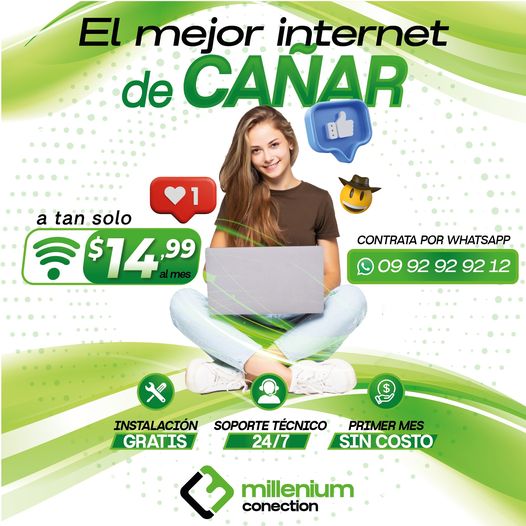 El mejor internet
de CAÑAR
1
a tan solo
$14,99
al mes
CONTRATA POR WHATSAPP
09 92 92 92 12
INSTALACIÓN
GRATIS
SOPORTE TÉCNICO
24/7
PRIMER MES
SIN COSTO
millenium
conection